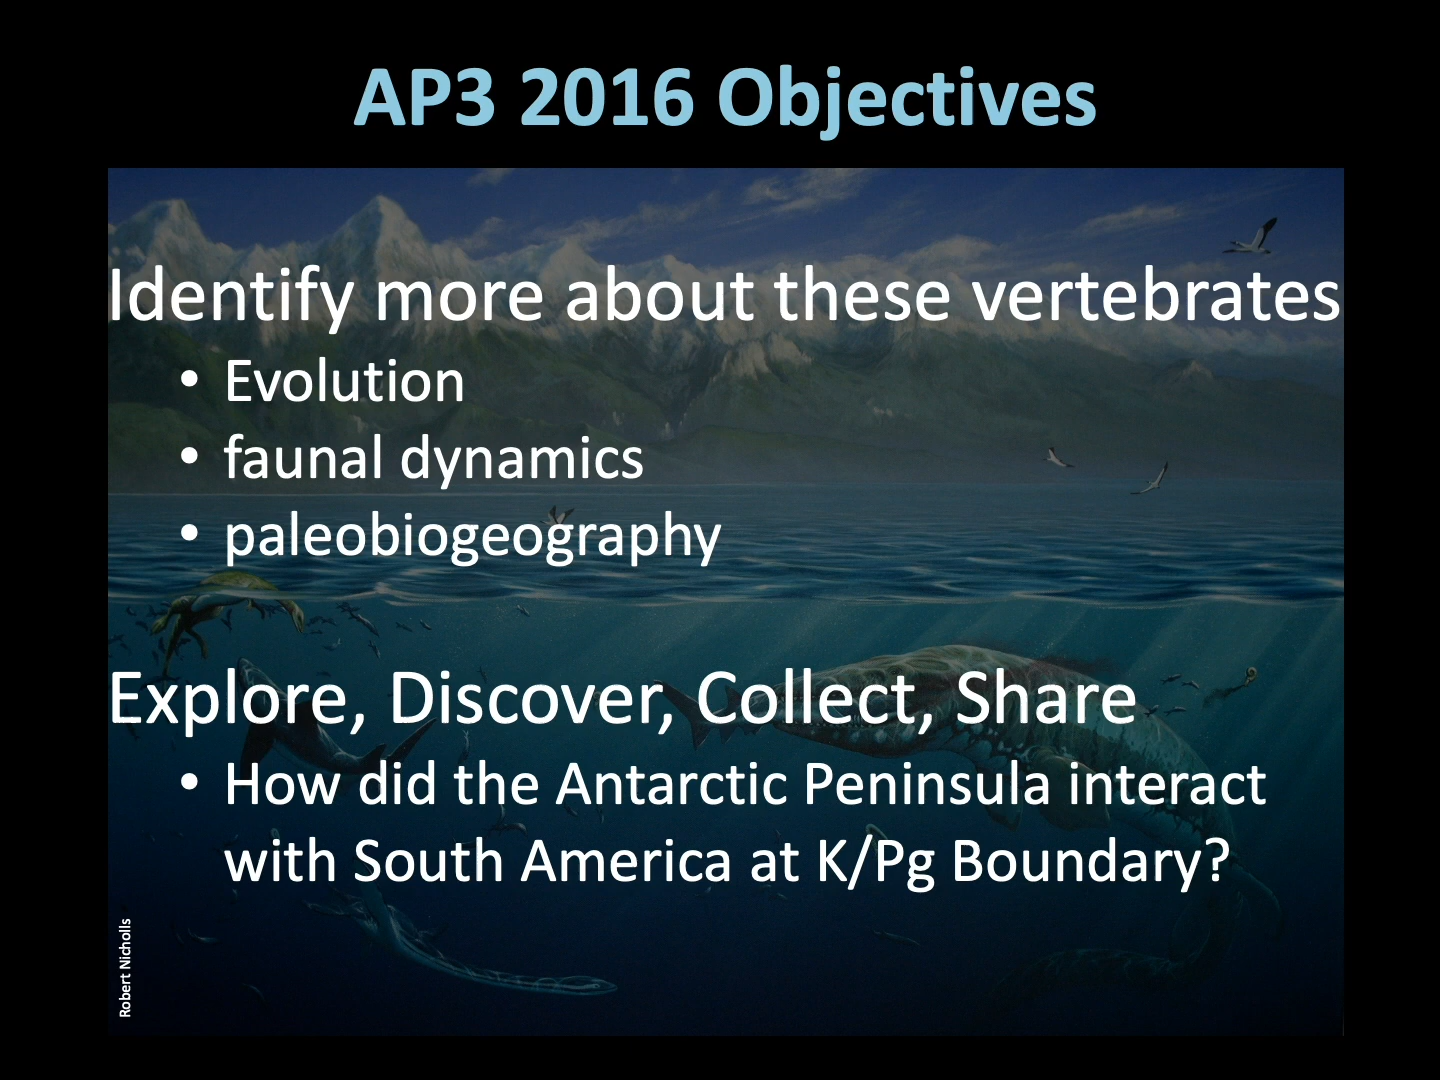 AP3 2016 Objectives
Identify more about these vertebrates
• Evolution
• faunal dynamics
• paleobiogeography
Explore, Discover, Collect, Share
• How did the Antarctic Peninsula interact
with South America at K/Pg Boundary?
Robert Nicholls